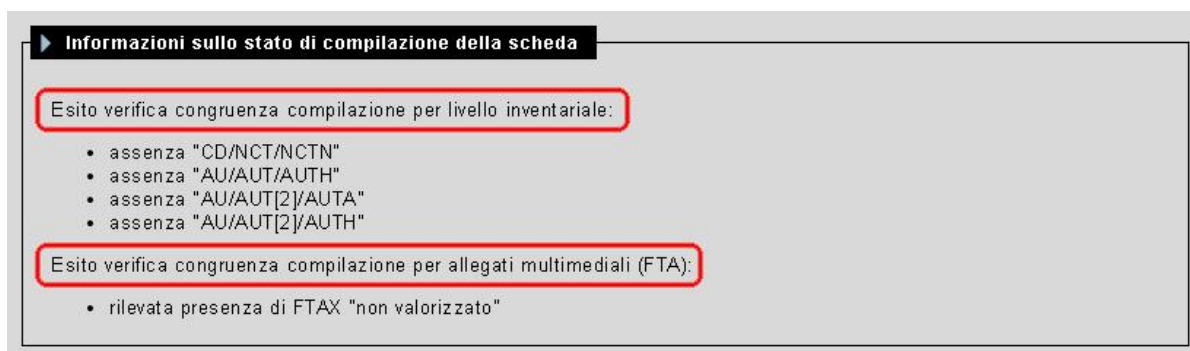 Informazioni sullo stato di compilazione della scheda
Esito verifica congruenza compilazione per livello inventariale:
• assenza "CD/NCT/NCTN"
• assenza "AU/AUT/AUTH"
• assenza "AU/AUT[2]/AUTA"
• assenza "AU/AUT[2]/AUTH"
Esito verifica congruenza compilazione per allegati multimediali (FTA):
• rilevata presenza di FTAX "non valorizzato"